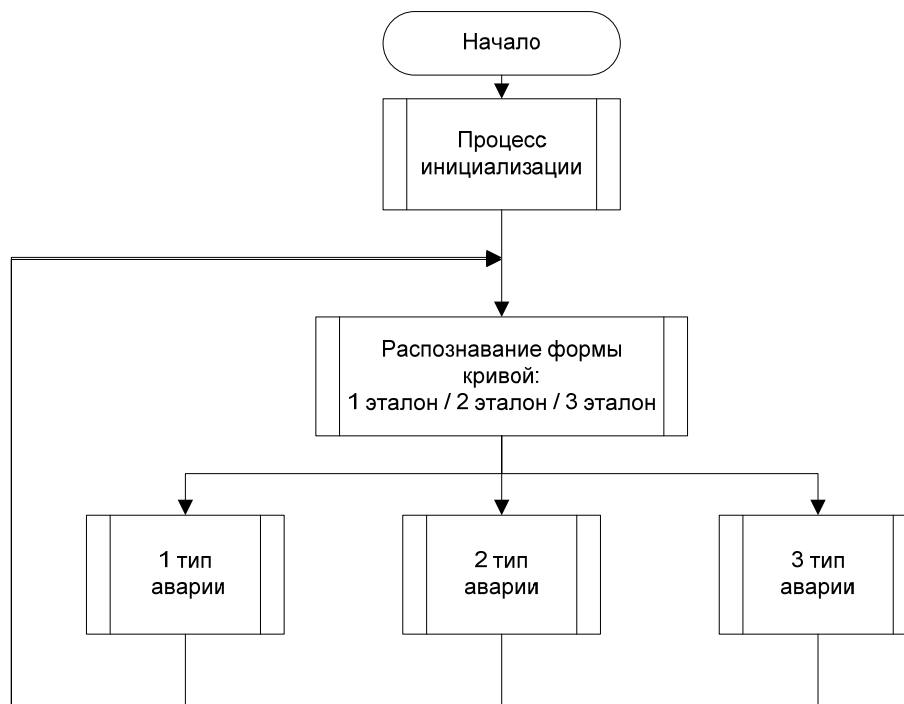 Начало
Процесс
инициализации
Распознавание формы
кривой:
1 эталон / 2 эталон / 3 эталон
1 тип
аварии
2 тип
аварии
3 тип
аварии